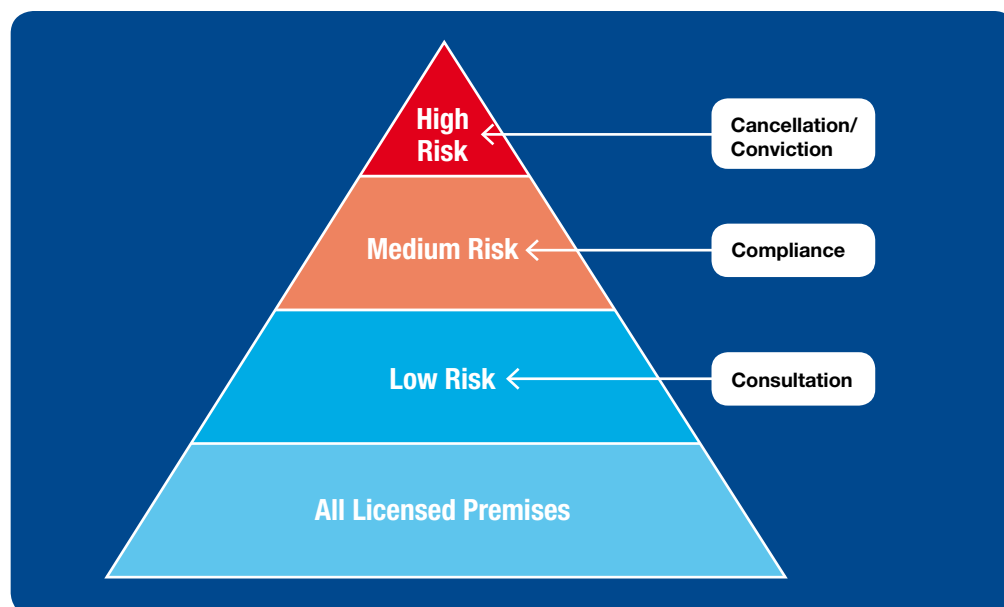 High
Risk
Cancellation/
Conviction
Medium Risk
Compliance
Low Risk
Consultation
All Licensed Premises